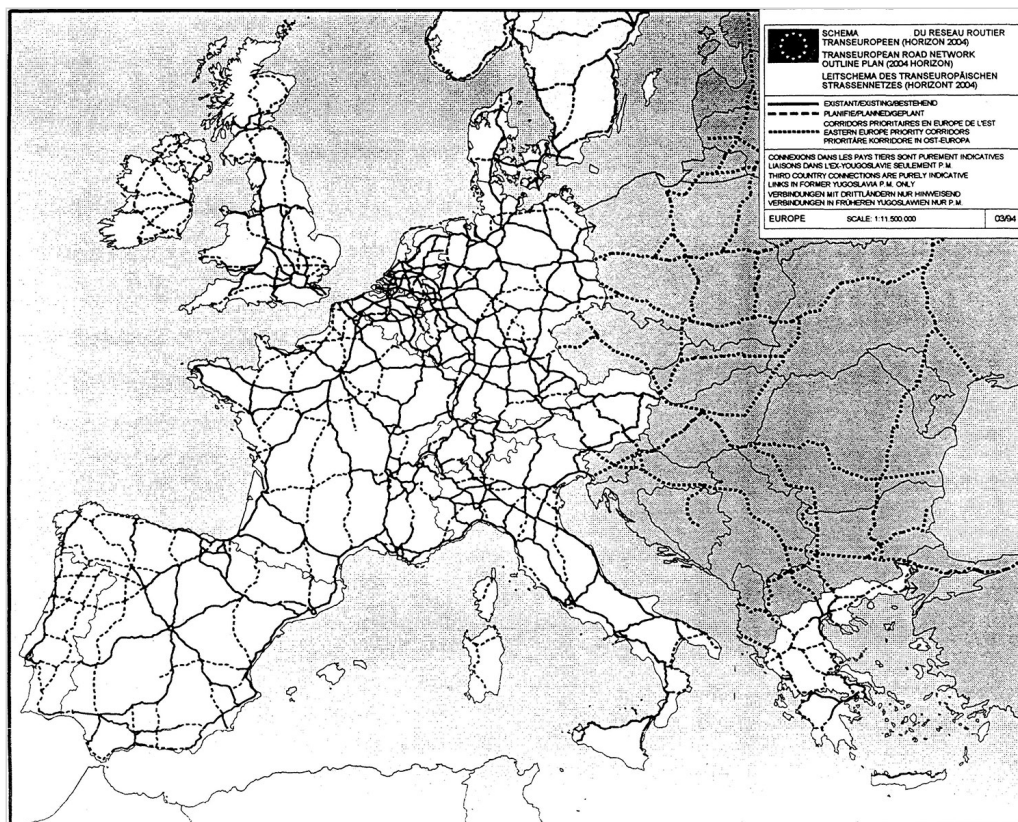 SCHEMA DU RESEAU ROUTIER
TRANSEUROPEEN (HORIZON 2004)
TRANSEUROPEAN ROAD NETWORK
OUTLINE PLAN (2004 HORIZON)
LEITSCHEMA DES TRANSEUROPÄISCHEN
STRASSENNETZES (HORIZONT 2004)
EXISTANT/EXISTING/BESTEHEND
PLANIFIE/PLANNED/GEPLANT
CORRIDORS PRIORITAIRES EN EUROPE DE L'EST
EASTERN EUROPE PRIORITY CORRIDORS
PRIORITÄRE KORRIDORE IN OST-EUROPA
CONNEXIONS DANS LES PAYS TIERS SONT PUREMENT INDICATIVES
LIAISONS DANS L'EX-YOUGOSLAVIE SEULEMENT P.M.
THIRD COUNTRY CONNECTIONS ARE PURELY INDICATIVE
LINKS IN FORMER YUGOSLAVIA P.M. ONLY
VERBINDUNGEN MIT DRITTLÄNDERN NUR HINWEISEND
VERBINDUNGEN IN FRÜHEREN YUGOSLAWIEN NUR P.M.
EUROPE SCALE: 1:11.500.000 03/94